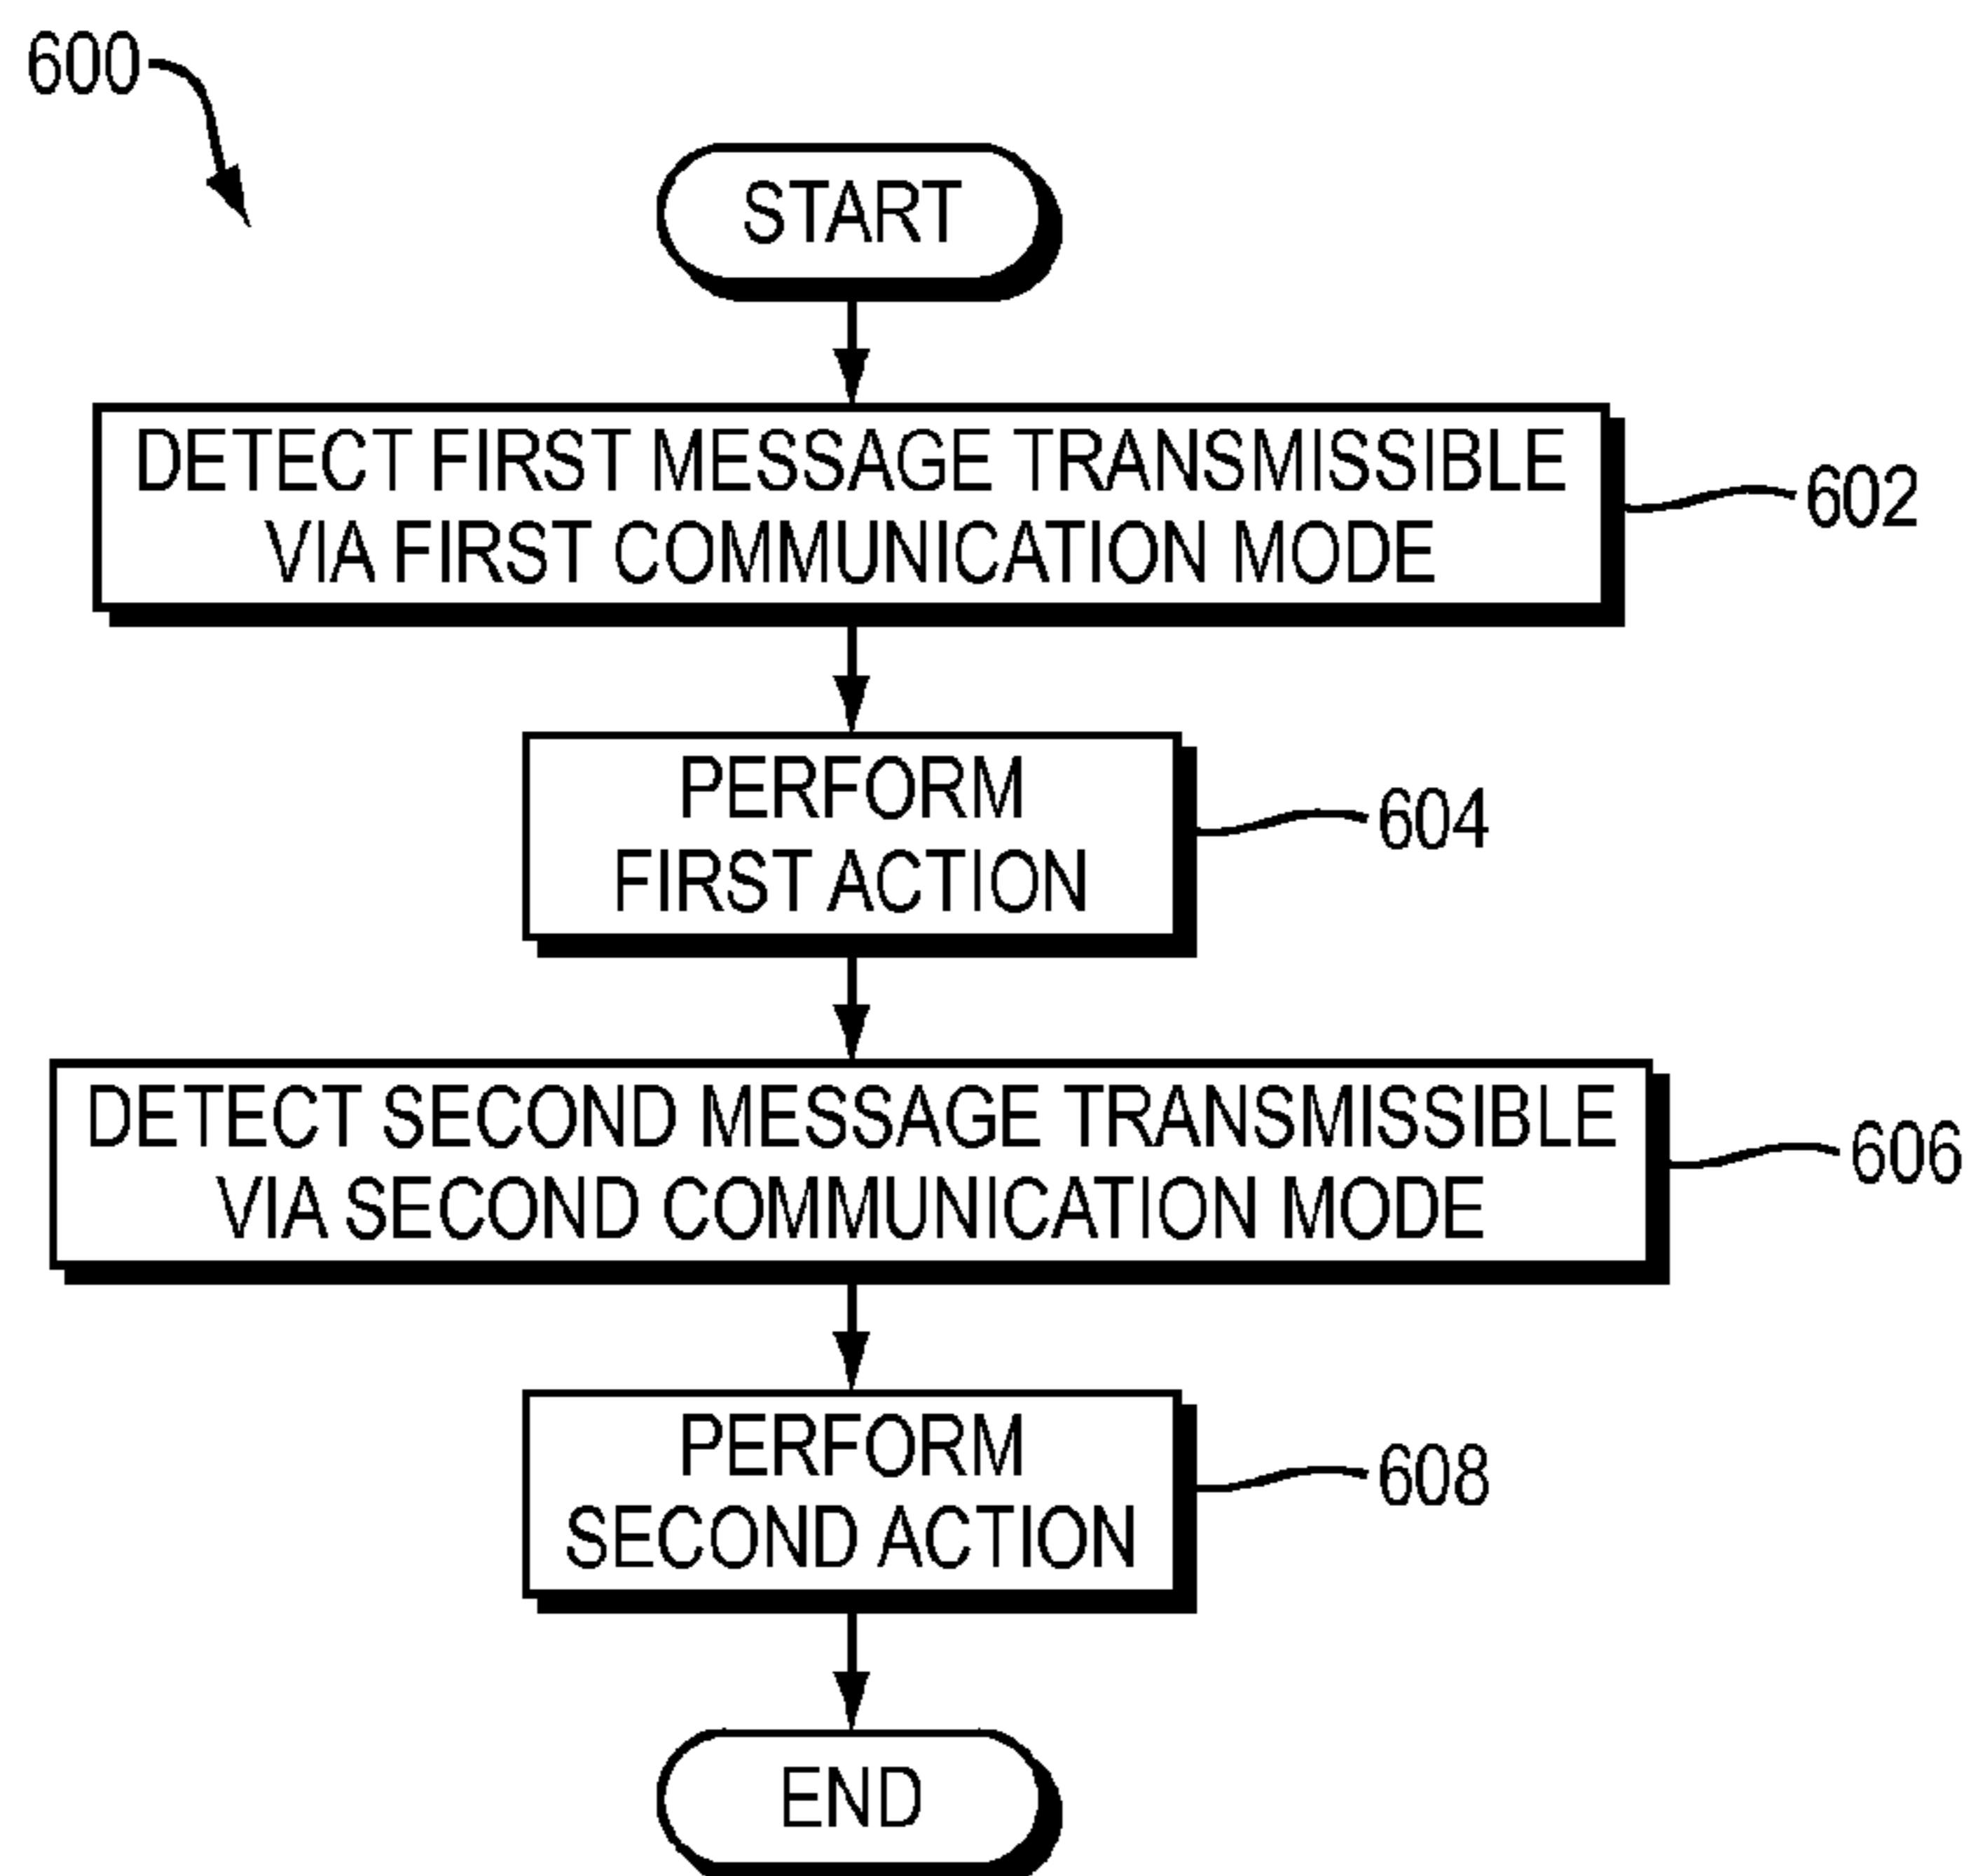 600
START
DETECT FIRST MESSAGE TRANSMISSIBLE
VIA FIRST COMMUNICATION MODE
602
PERFORM
FIRST ACTION
604
DETECT SECOND MESSAGE TRANSMISSIBLE
VIA SECOND COMMUNICATION MODE
606
PERFORM
SECOND ACTION
608
END